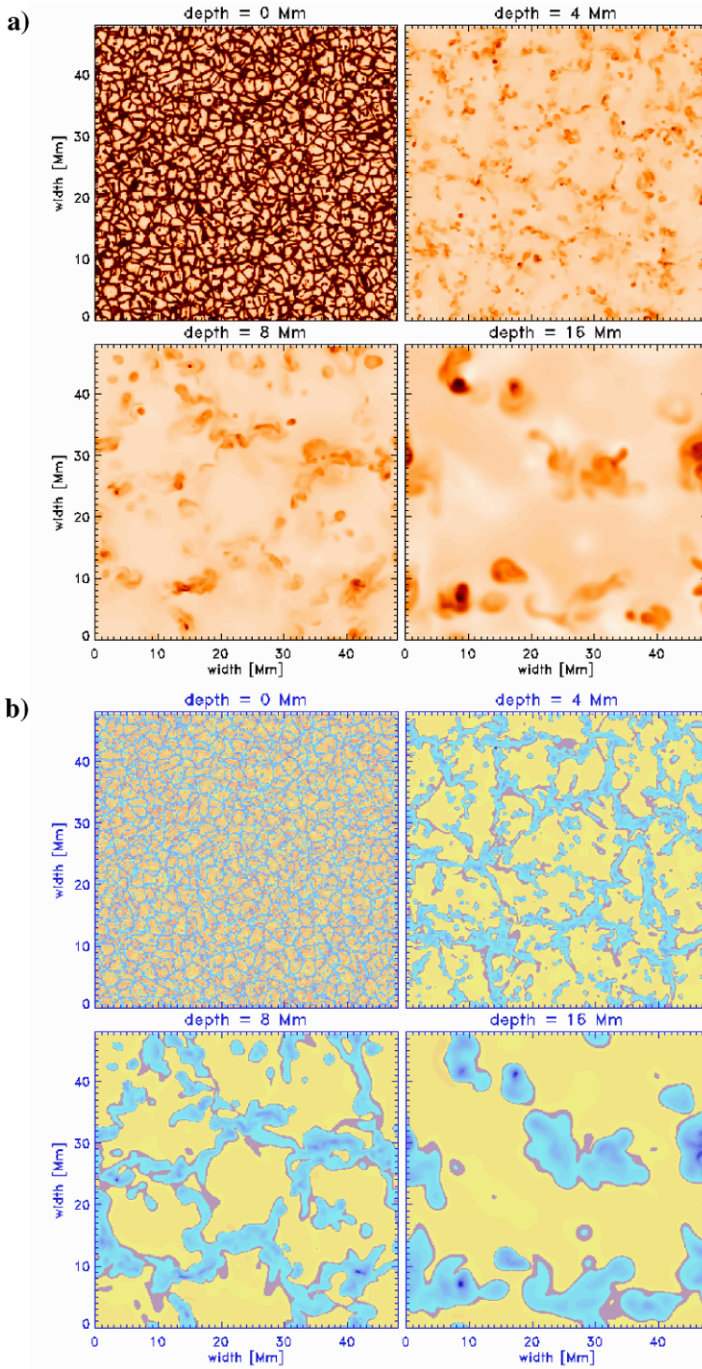 a)
depth = 0 Mm
depth = 4 Mm
width [Mm]
40
30
20
10
0
depth = 8 Mm
depth = 16 Mm
width [Mm]
40
30
20
10
0
0 10 20 30 40
0 10 20 30 40
width [Mm]
width [Mm]
b)
depth = 0 Mm
depth = 4 Mm
width [Mm]
40
30
20
10
0
depth = 8 Mm
depth = 16 Mm
width [Mm]
40
30
20
10
0
0 10 20 30 40
0 10 20 30 40
width [Mm]
width [Mm]